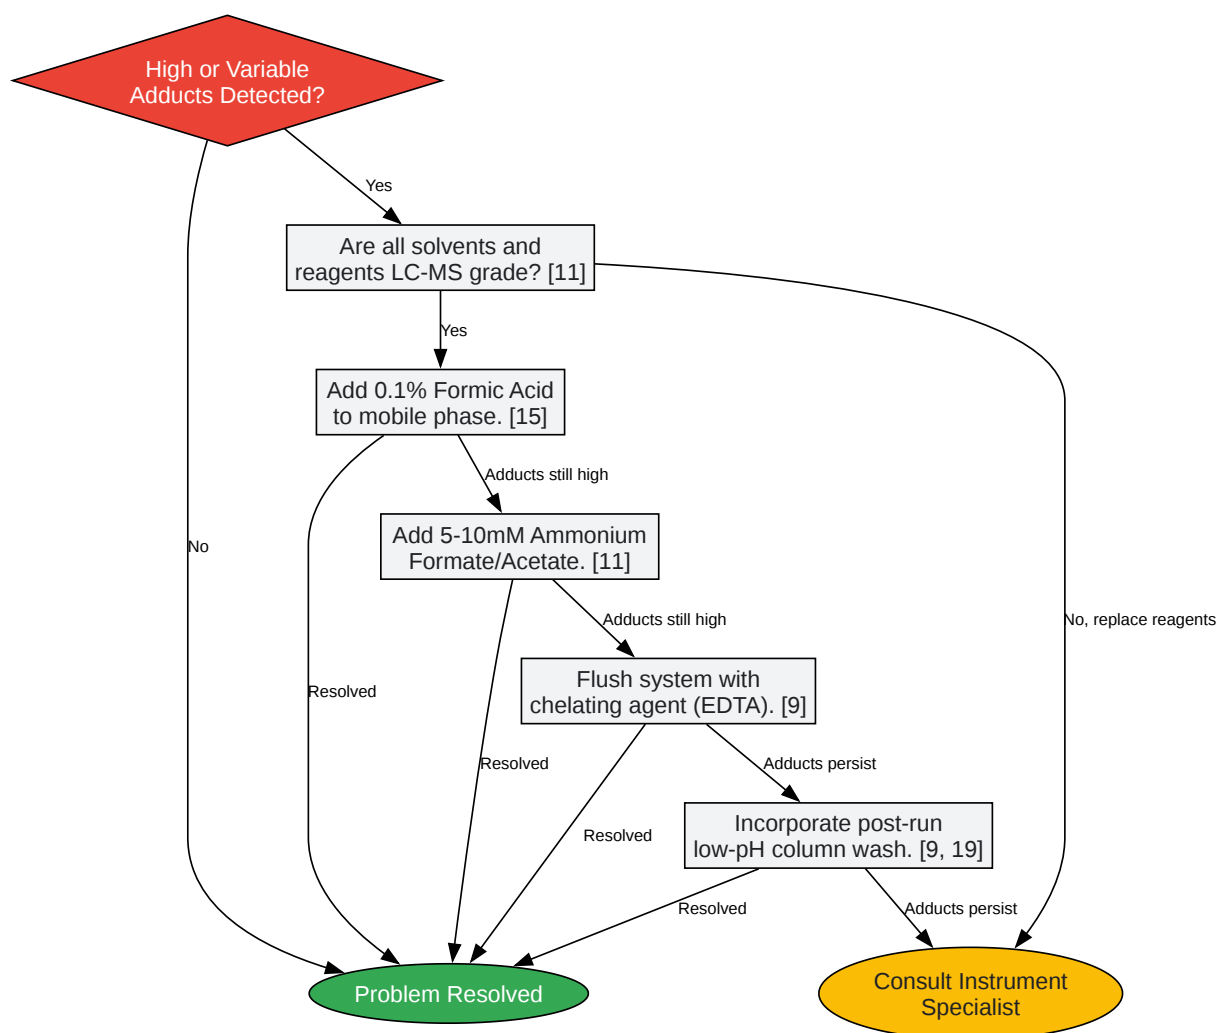 High or Variable
Adducts Detected?
Yes
Are all solvents and
reagents LC-MS grade? [11]
Yes
Add 0.1% Formic Acid
to mobile phase. [15]
Adducts still high
Add 5-10mM Ammonium
Formate/Acetate. [11]
No
Adducts still high
No, replace reagents
Flush system with
chelating agent (EDTA). [9]
Resolved
Resolved
Adducts persist
Incorporate post-run
low-pH column wash. [9, 19]
Resolved
Resolved
Adducts persist
Problem Resolved
Consult Instrument
Specialist